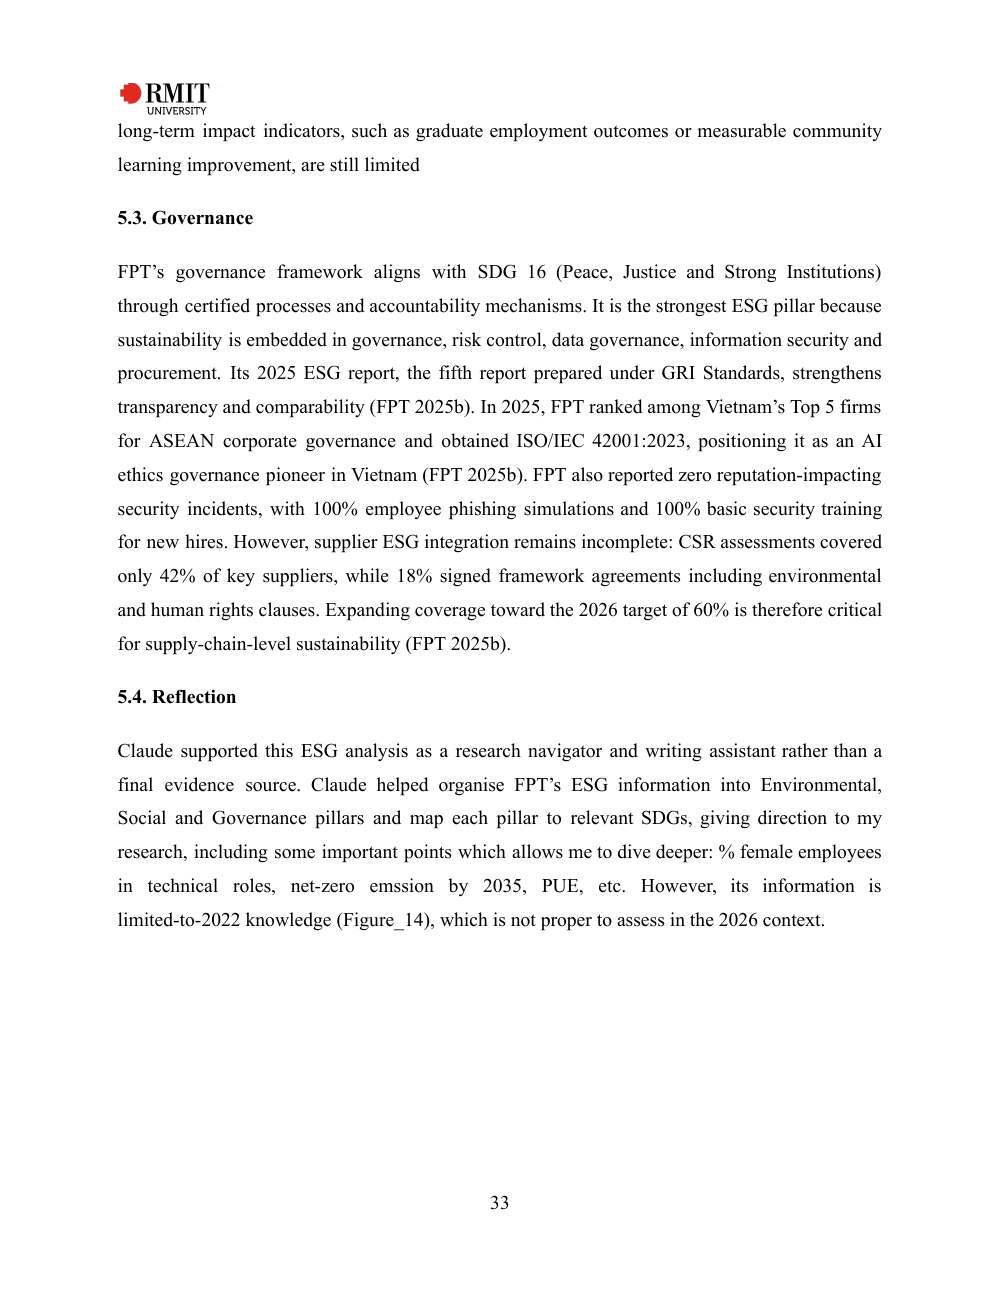 RMIT
UNIVERSITY
long-term impact indicators, such as graduate employment outcomes or measurable community
learning improvement, are still limited
5.3. Governance
FPT’s governance framework aligns with SDG 16 (Peace, Justice and Strong Institutions)
through certified processes and accountability mechanisms. It is the strongest ESG pillar because
sustainability is embedded in governance, risk control, data governance, information security and
procurement. Its 2025 ESG report, the fifth report prepared under GRI Standards, strengthens
transparency and comparability (FPT 2025b). In 2025, FPT ranked among Vietnam’s Top 5 firms
for ASEAN corporate governance and obtained ISO/IEC 42001:2023, positioning it as an AI
ethics governance pioneer in Vietnam (FPT 2025b). FPT also reported zero reputation-impacting
security incidents, with 100% employee phishing simulations and 100% basic security training
for new hires. However, supplier ESG integration remains incomplete: CSR assessments covered
only 42% of key suppliers, while 18% signed framework agreements including environmental
and human rights clauses. Expanding coverage toward the 2026 target of 60% is therefore critical
for supply-chain-level sustainability (FPT 2025b).
5.4. Reflection
Claude supported this ESG analysis as a research navigator and writing assistant rather than a
final evidence source. Claude helped organise FPT’s ESG information into Environmental,
Social and Governance pillars and map each pillar to relevant SDGs, giving direction to my
research, including some important points which allows me to dive deeper: % female employees
in technical roles, net-zero emssion by 2035, PUE, etc. However, its information is
limited-to-2022 knowledge (Figure_14), which is not proper to assess in the 2026 context.
33